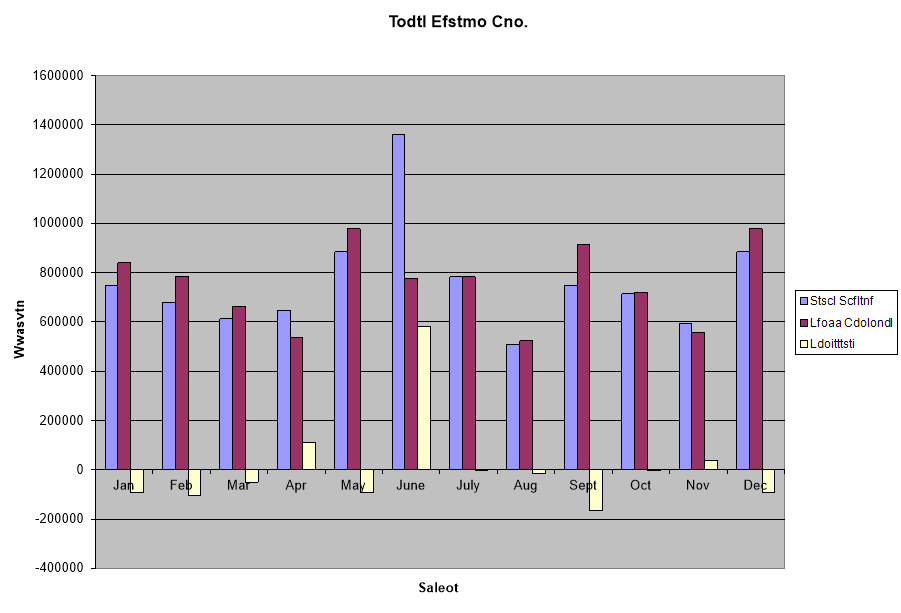 Todtl Efstmo Cno.
1600000
1400000
1200000
1000000
800000
600000
400000
200000
0
-200000
-400000
Wwasvtn
Jan Feb Mar Apr May June July Aug Sept Oct Nov Dec
Saleot
Stscl Scfltnf
Lfoaa Cdolondl
Ldoitttsti